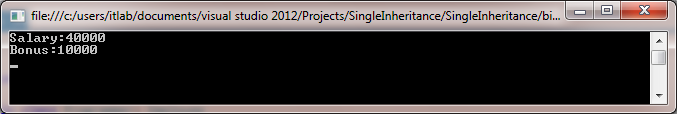 file:///c:/users/itlab/documents/visual studio 2012/Projects/SingleInheritance/SingleInheritance/bi...
Salary:40000
Bonus:10000